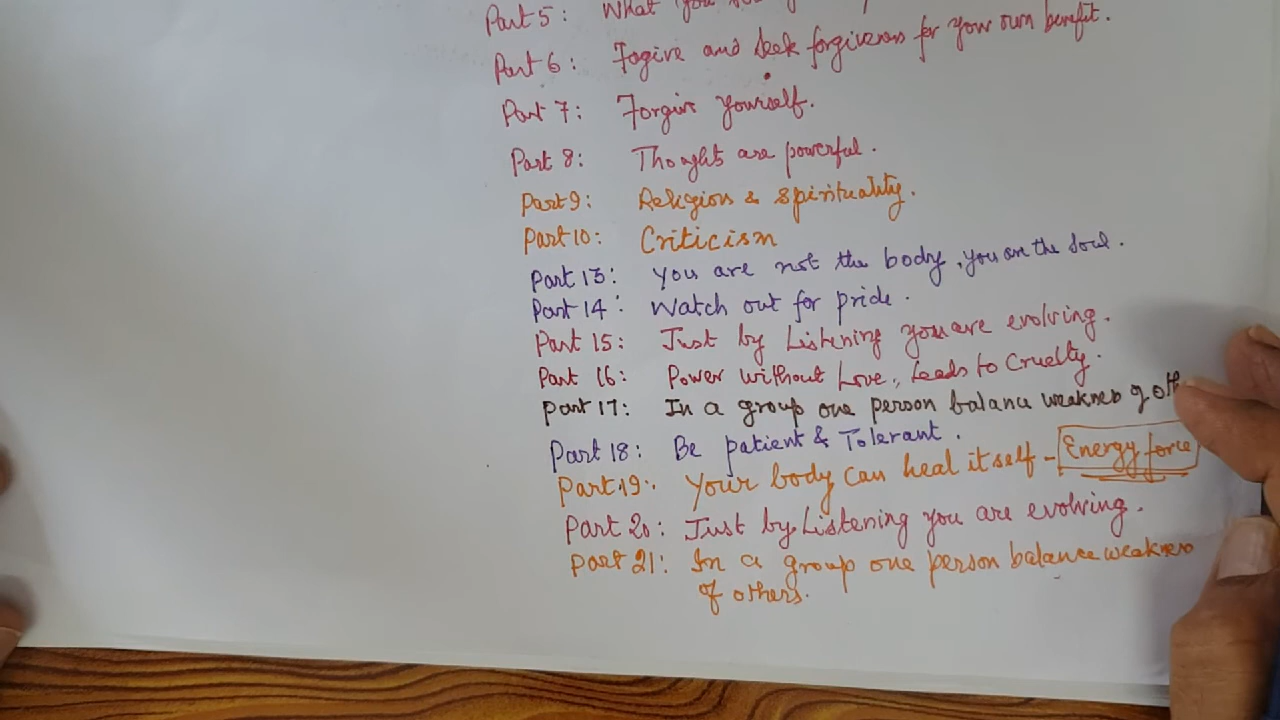 Part 5: What you
Part 6: Fogive and seek forgiveness for your own benefit.
Part 7: Forgive yourself.
Part 8: Thoughts are powerful.
Part 9: Religion & Spirituality.
Part 10: Criticism
Part 13: You are not the body, you are the soul.
Part 14: Watch out for pride.
Part 15: Just by Listening you are evolving.
Part 16: Power without Love, Leads to Cruelty.
Part 17: In a group one person balance weakness of oth
Part 18: Be patient & Tolerant.
Part 19: Your body can heal itself - Energy force
Part 20: Just by Listening you are evolving.
Part 21: In a group one person balance weakness
of others.